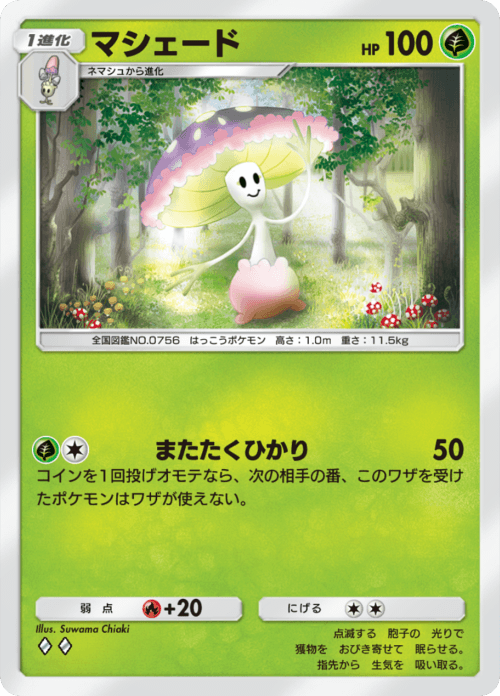 1進化 マシェード HP 100
ネマシュから進化
全国図鑑NO.0756 はっこうポケモン 高さ：1.0m 重さ：11.5kg
またたくひかり 50
コインを1回投げオモテなら、次の相手の番、このワザを受け
たポケモンはワザが使えない。
弱点 +20 にげる
Illus. Suwama Chiaki
点滅する 胞子の 光りで
獲物を おびき寄せて 眠らせる。
指先から 生気を 吸い取る。